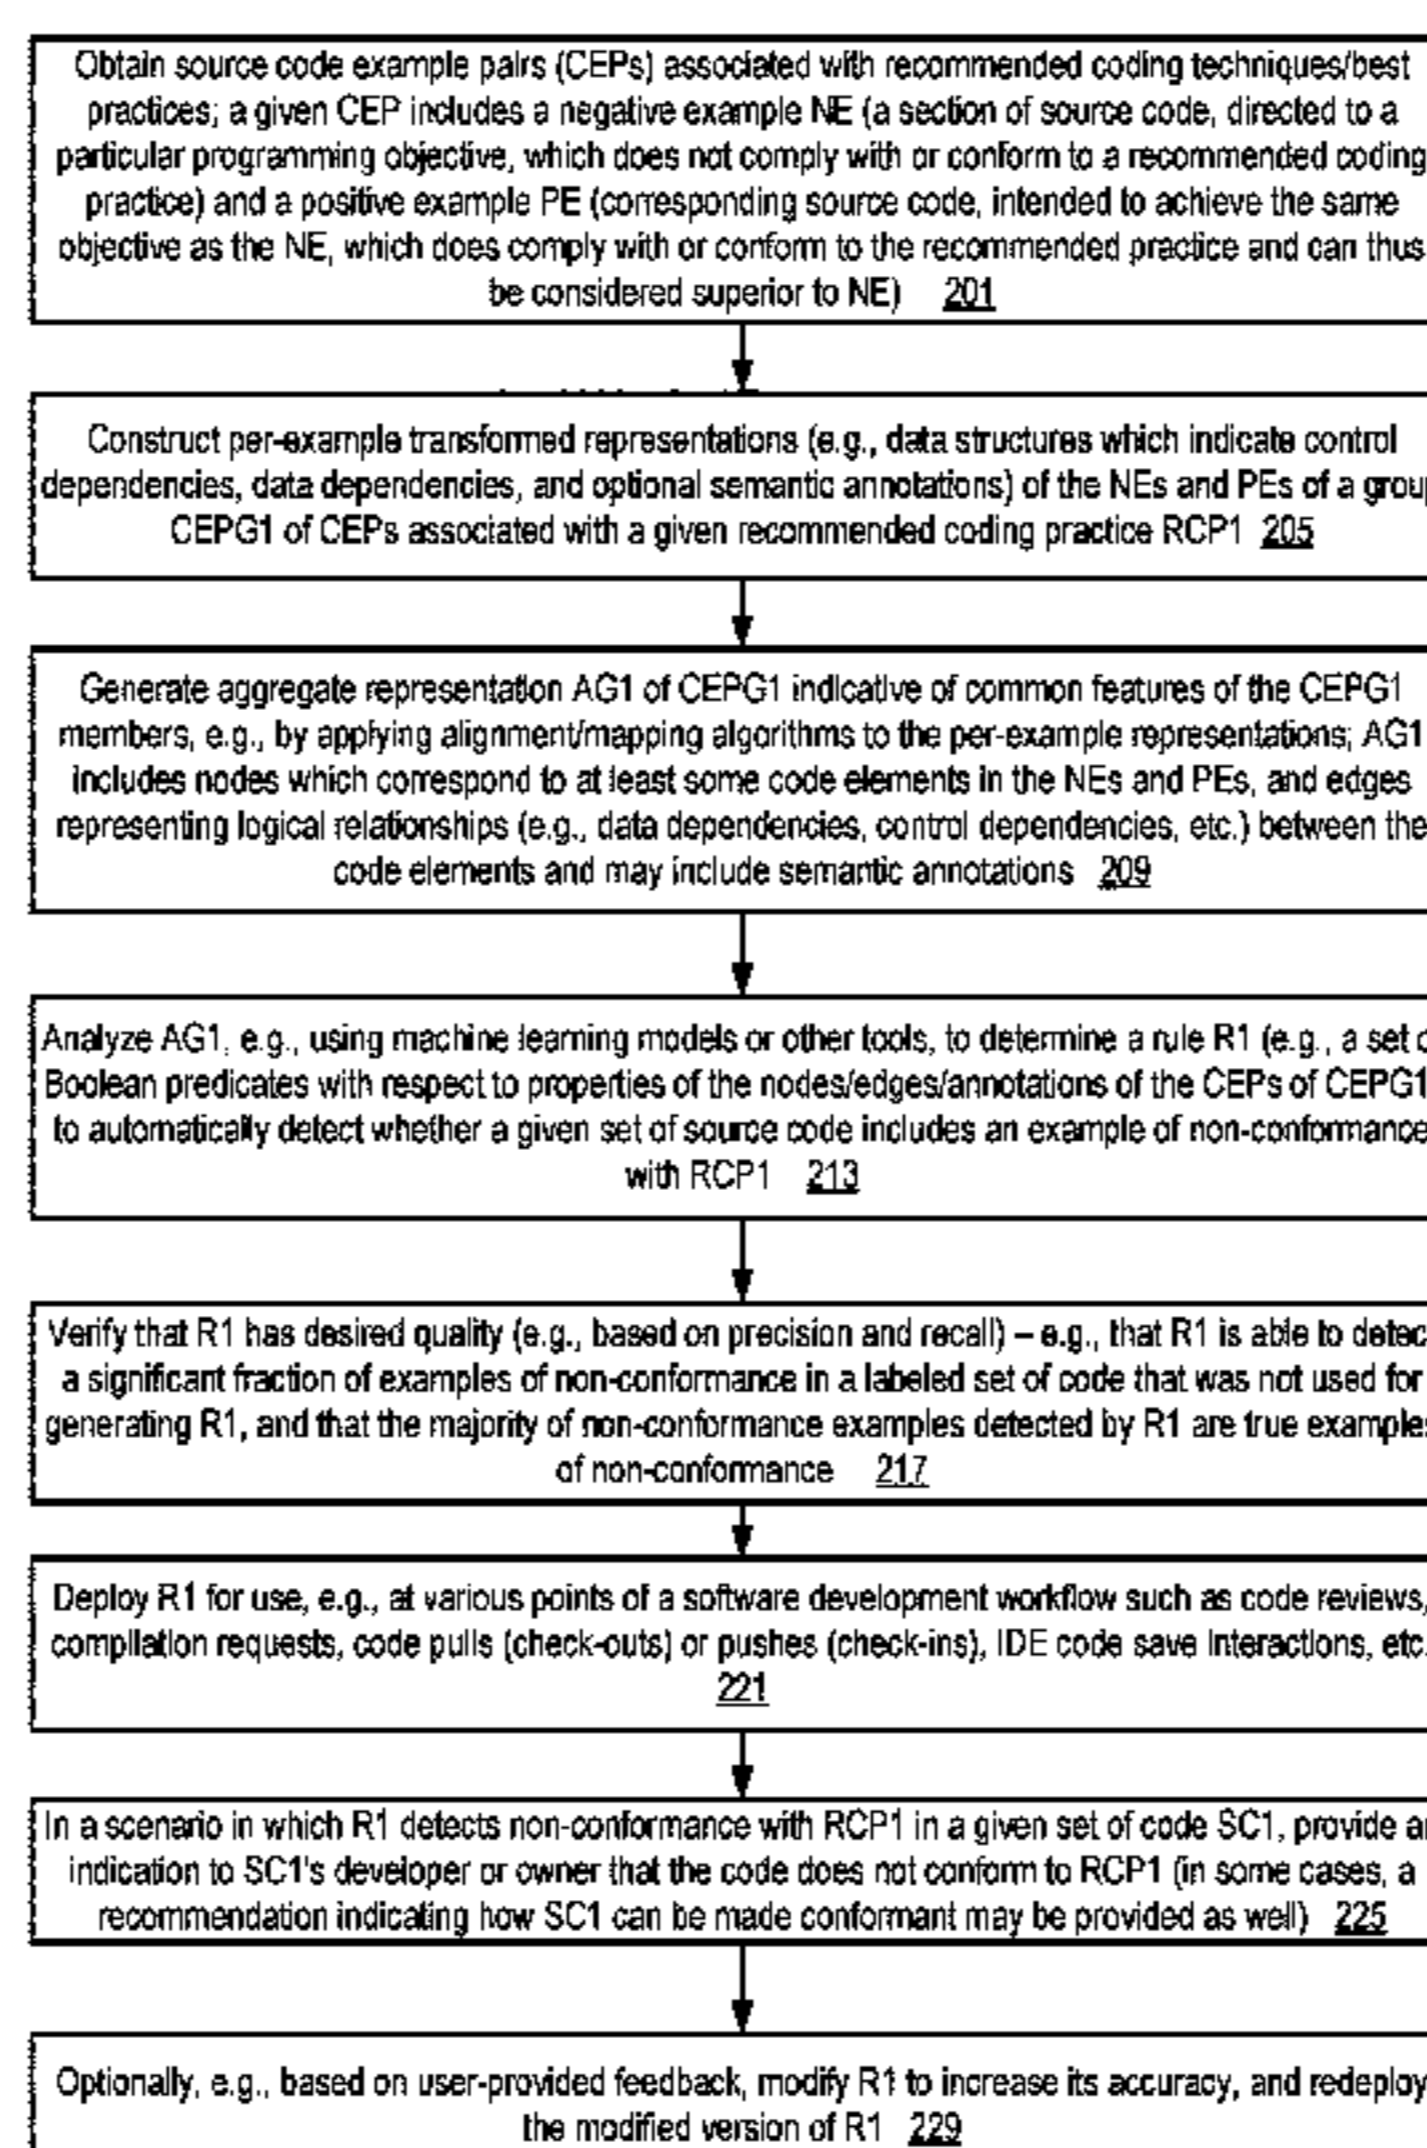 Obtain source code example pairs (CEPs) associated with recommended coding techniques/best
practices; a given CEP includes a negative example NE (a section of source code, directed to a
particular programming objective, which does not comply with or conform to a recommended coding
practice) and a positive example PE (corresponding source code, intended to achieve the same
objective as the NE, which does comply with or conform to the recommended practice and can thus
be considered superior to NE) 201
Construct per-example transformed representations (e.g., data structures which indicate control
dependencies, data dependencies, and optional semantic annotations) of the NEs and PEs of a group
CEPG1 of CEPs associated with a given recommended coding practice RCP1 205
Generate aggregate representation AG1 of CEPG1 indicative of common features of the CEPG1
members, e.g., by applying alignment/mapping algorithms to the per-example representations; AG1
includes nodes which correspond to at least some code elements in the NEs and PEs, and edges
representing logical relationships (e.g., data dependencies, control dependencies, etc.) between the
code elements and may include semantic annotations 209
Analyze AG1, e.g., using machine learning models or other tools, to determine a rule R1 (e.g., a set o
Boolean predicates with respect to properties of the nodes/edges/annotations of the CEPs of CEPG1
to automatically detect whether a given set of source code includes an example of non-conformance
with RCP1 213
Verify that R1 has desired quality (e.g., based on precision and recall) – e.g., that R1 is able to detec
a significant fraction of examples of non-conformance in a labeled set of code that was not used for
generating R1, and that the majority of non-conformance examples detected by R1 are true examples
of non-conformance 217
Deploy R1 for use, e.g., at various points of a software development workflow such as code reviews,
compilation requests, code pulls (check-outs) or pushes (check-ins), IDE code save interactions, etc.
221
In a scenario in which R1 detects non-conformance with RCP1 in a given set of code SC1, provide an
indication to SC1's developer or owner that the code does not conform to RCP1 (in some cases, a
recommendation indicating how SC1 can be made conformant may be provided as well) 225
Optionally, e.g., based on user-provided feedback, modify R1 to increase its accuracy, and redeploy
the modified version of R1 229